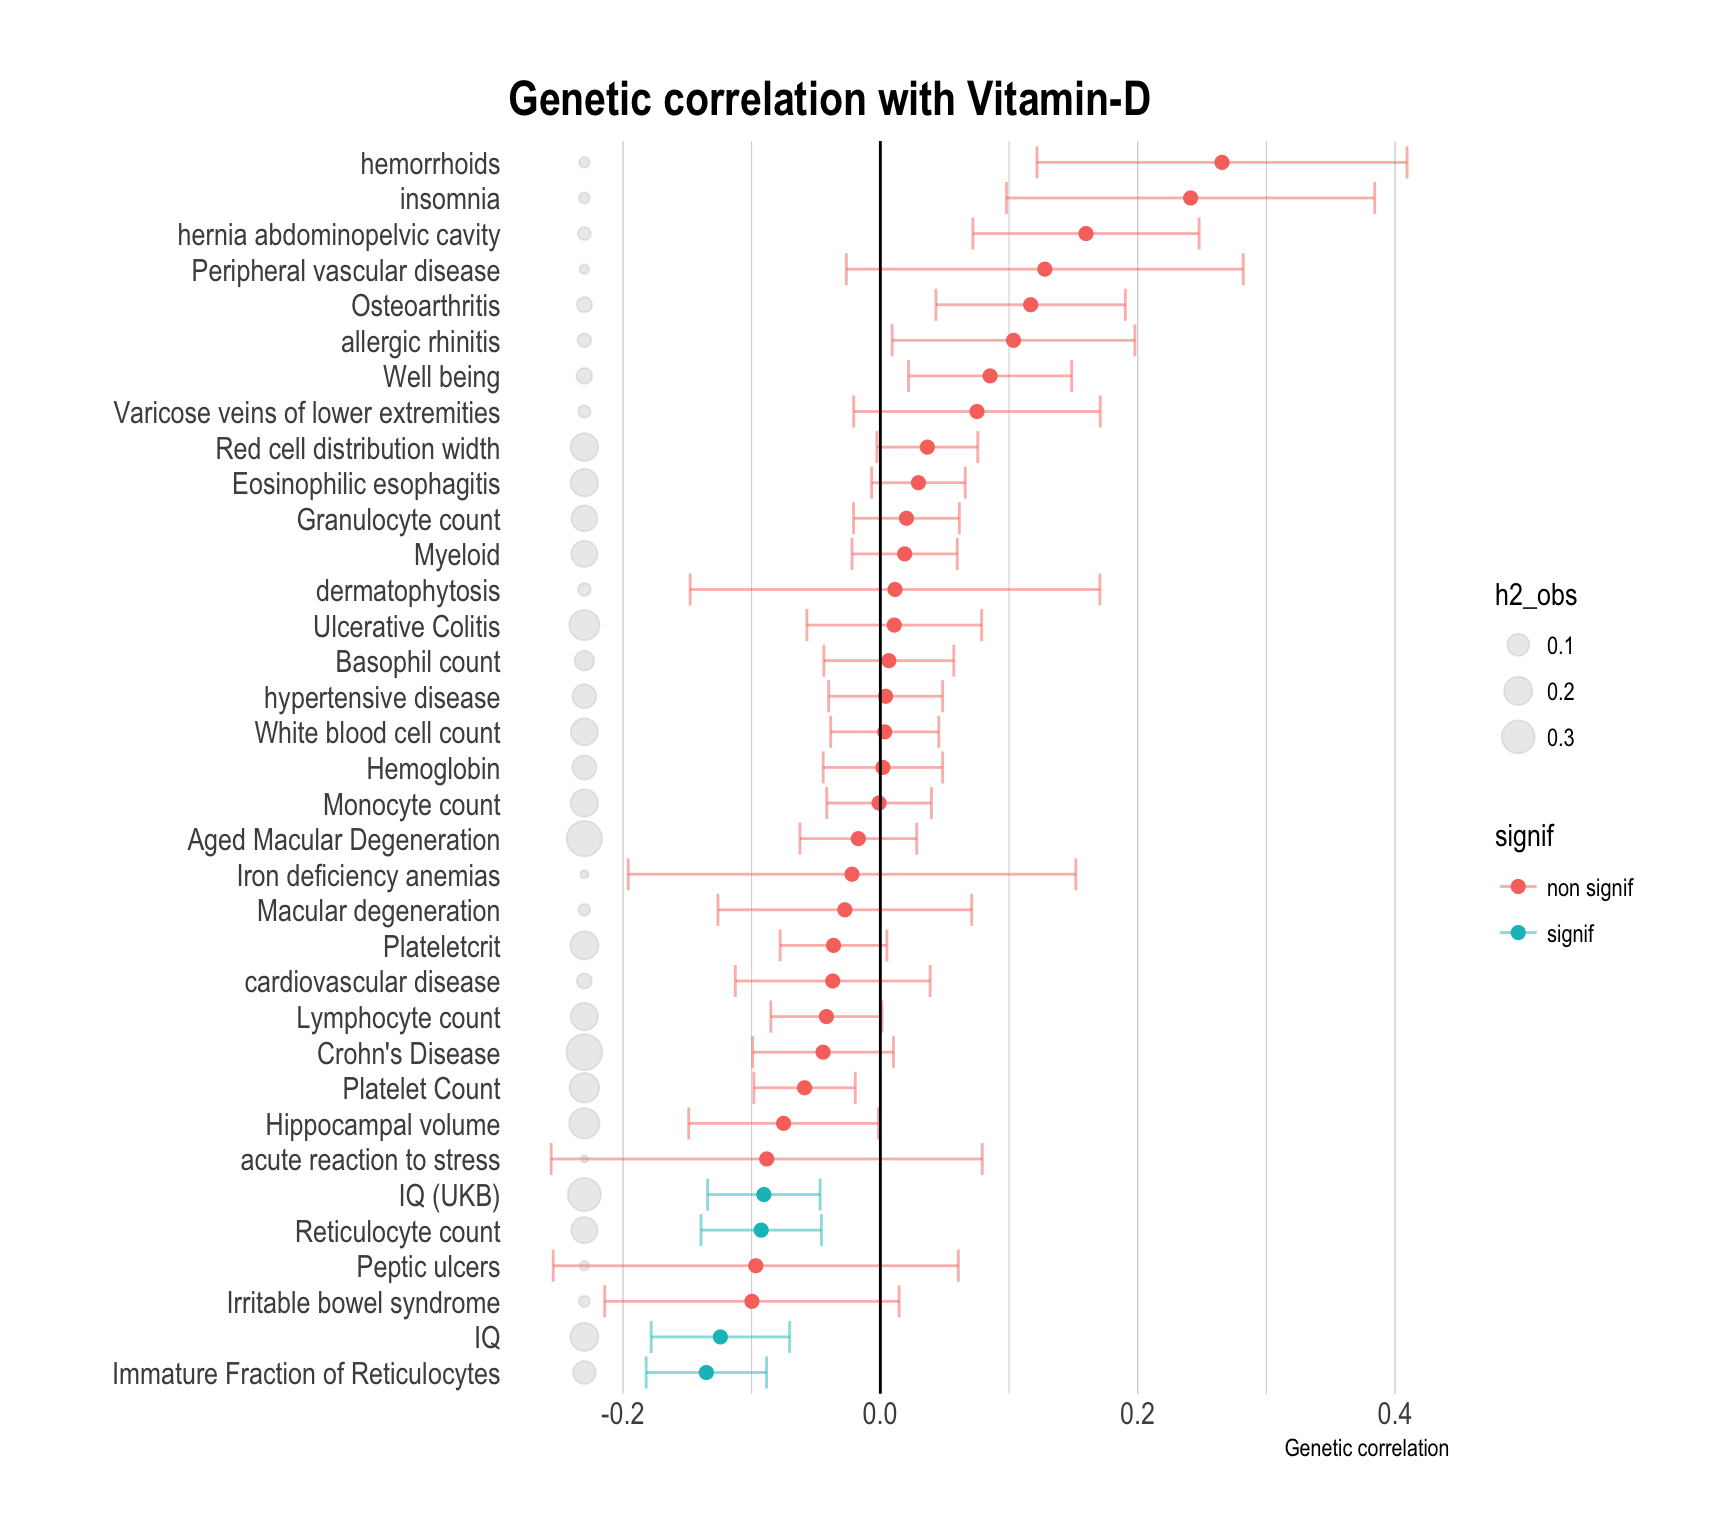 Genetic correlation with Vitamin-D
hemorrhoids
insomnia
hernia abdominopelvic cavity
Peripheral vascular disease
Osteoarthritis
allergic rhinitis
Well being
Varicose veins of lower extremities
Red cell distribution width
Eosinophilic esophagitis
Granulocyte count
Myeloid
dermatophytosis
Ulcerative Colitis
Basophil count
hypertensive disease
White blood cell count
Hemoglobin
Monocyte count
Aged Macular Degeneration
Iron deficiency anemias
Macular degeneration
Plateletcrit
cardiovascular disease
Lymphocyte count
Crohn's Disease
Platelet Count
Hippocampal volume
acute reaction to stress
IQ (UKB)
Reticulocyte count
Peptic ulcers
Irritable bowel syndrome
IQ
Immature Fraction of Reticulocytes
-0.2 0.0 0.2 0.4
Genetic correlation
h2_obs
0.1
0.2
0.3
signif
non signif
signif